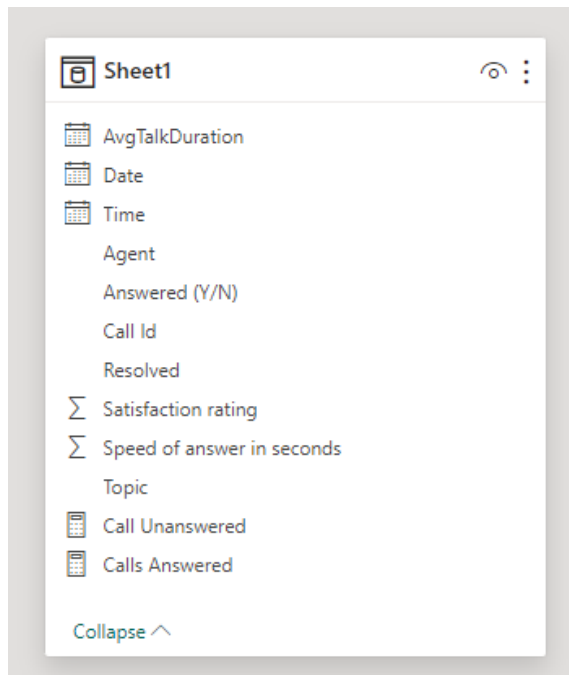 Sheet1
AvgTalkDuration
Date
Time
Agent
Answered (Y/N)
Call Id
Resolved
Satisfaction rating
Speed of answer in seconds
Topic
Call Unanswered
Calls Answered
Collapse